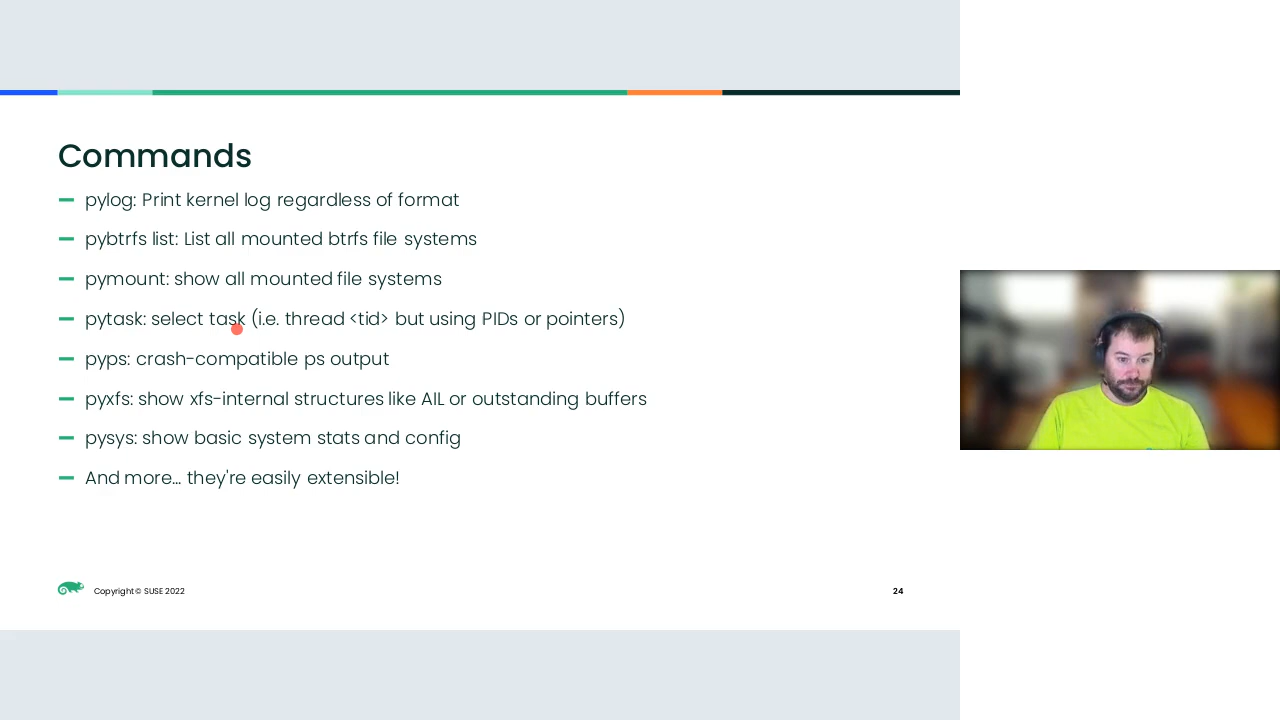 Commands
pylog: Print kernel log regardless of format
pybtrfs list: List all mounted btrfs file systems
pymount: show all mounted file systems
pytask: select task (i.e. thread <tid> but using PIDs or pointers)
pyps: crash-compatible ps output
pyxfs: show xfs-internal structures like AIL or outstanding buffers
pysys: show basic system stats and config
And more... they're easily extensible!
Copyright © SUSE 2022
24